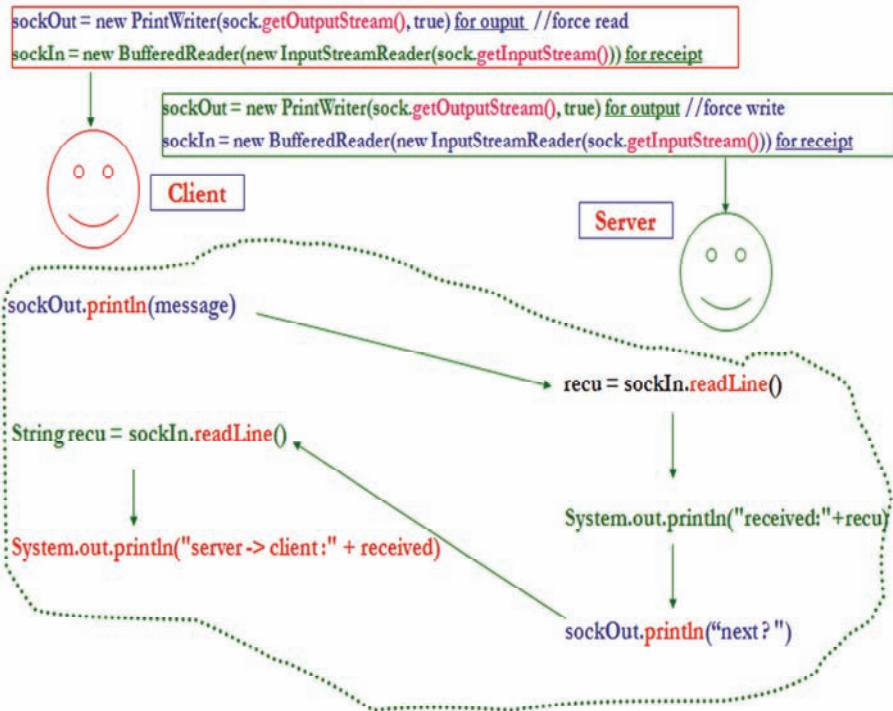 sockOut = new PrintWriter(sock.getOutputStream(), true) for ouput //force read
sockIn = new BufferedReader(new InputStreamReader(sock.getInputStream())) for receipt
sockOut = new PrintWriter(sock.getOutputStream(), true) for output //force write
sockIn = new BufferedReader(new InputStreamReader(sock.getInputStream())) for receipt
Client
Server
sockOut.println(message)
recu = sockIn.readLine()
String recu = sockIn.readLine()
System.out.println("received:"+recu)
System.out.println("server -> client :" + received)
sockOut.println(“next ? ")